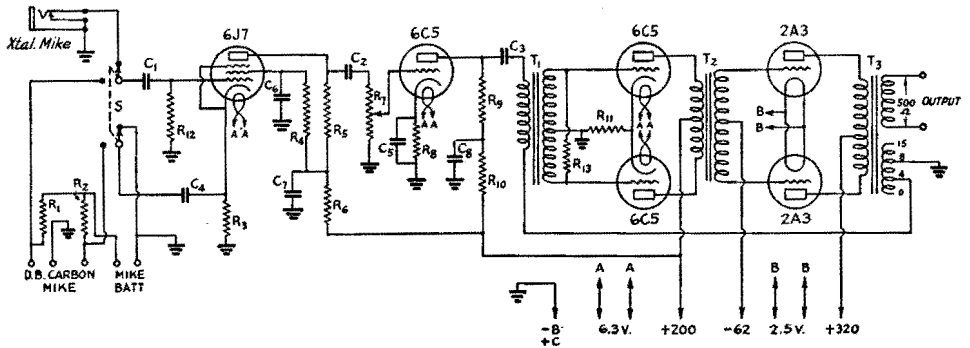 Xtal. Mike
V
S
C1
R12
6J7
C6
A A
R4
R5
C2
R7
6C5
A A
C5
R8
R9
C3
C8
R10
T1
R11
R13
6C5
A A
A A
6C5
T2
2A3
B
B
2A3
T3
500 Ω OUTPUT
15
8
4
0
R1
R2
C4
R3
C7
R6
D.B. CARBON MIKE
MIKE BATT
-B
+C
A A
6.3 V.
+200
-62
B B
2.5 V.
+320